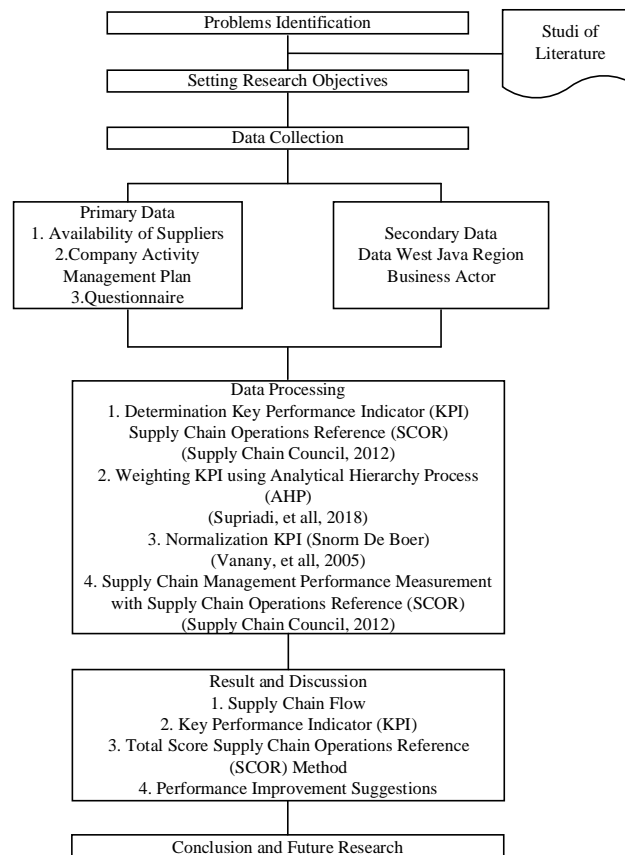 Problems Identification
Studi of
Literature
Setting Research Objectives
Data Collection
Primary Data
1. Availability of Suppliers
2.Company Activity
Management Plan
3.Questionnaire
Secondary Data
Data West Java Region
Business Actor
Data Processing
1. Determination Key Performance Indicator (KPI)
Supply Chain Operations Reference (SCOR)
(Supply Chain Council, 2012)
2. Weighting KPI using Analytical Hierarchy Process
(AHP)
(Supriadi, et all, 2018)
3. Normalization KPI (Snorm De Boer)
(Vanany, et all, 2005)
4. Supply Chain Management Performance Measurement
with Supply Chain Operations Reference (SCOR)
(Supply Chain Council, 2012)
Result and Discussion
1. Supply Chain Flow
2. Key Performance Indicator (KPI)
3. Total Score Supply Chain Operations Reference
(SCOR) Method
4. Performance Improvement Suggestions
Conclusion and Future Research